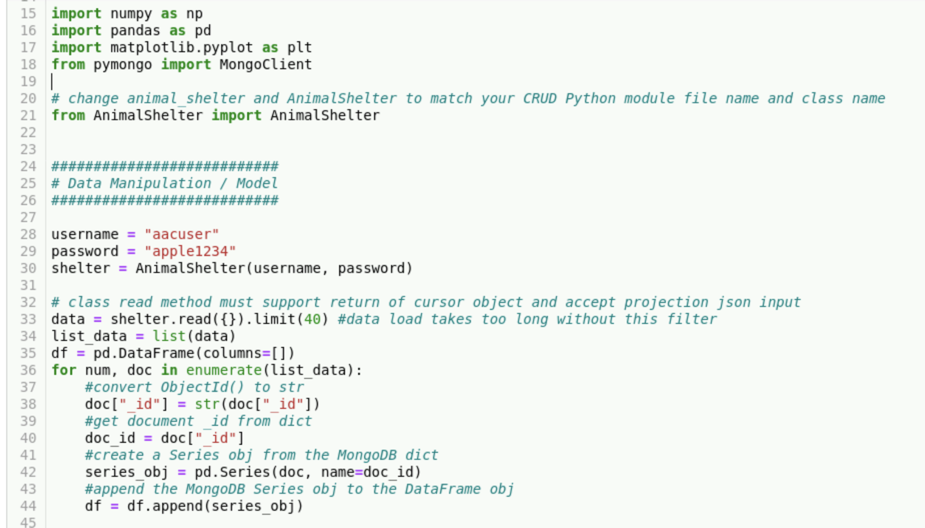 15 import numpy as np
16 import pandas as pd
17 import matplotlib.pyplot as plt
18 from pymongo import MongoClient
19
20 # change animal_shelter and AnimalShelter to match your CRUD Python module file name and class name
21 from AnimalShelter import AnimalShelter
22
23
24 ###########################
25 # Data Manipulation / Model
26 ###########################
27
28 username = "aacuser"
29 password = "apple1234"
30 shelter = AnimalShelter(username, password)
31
32 # class read method must support return of cursor object and accept projection json input
33 data = shelter.read({}).limit(40) #data load takes too long without this filter
34 list_data = list(data)
35 df = pd.DataFrame(columns=[])
36 for num, doc in enumerate(list_data):
37     #convert ObjectId() to str
38     doc["_id"] = str(doc["_id"])
39     #get document _id from dict
40     doc_id = doc["_id"]
41     #create a Series obj from the MongoDB dict
42     series_obj = pd.Series(doc, name=doc_id)
43     #append the MongoDB Series obj to the DataFrame obj
44     df = df.append(series_obj)
45